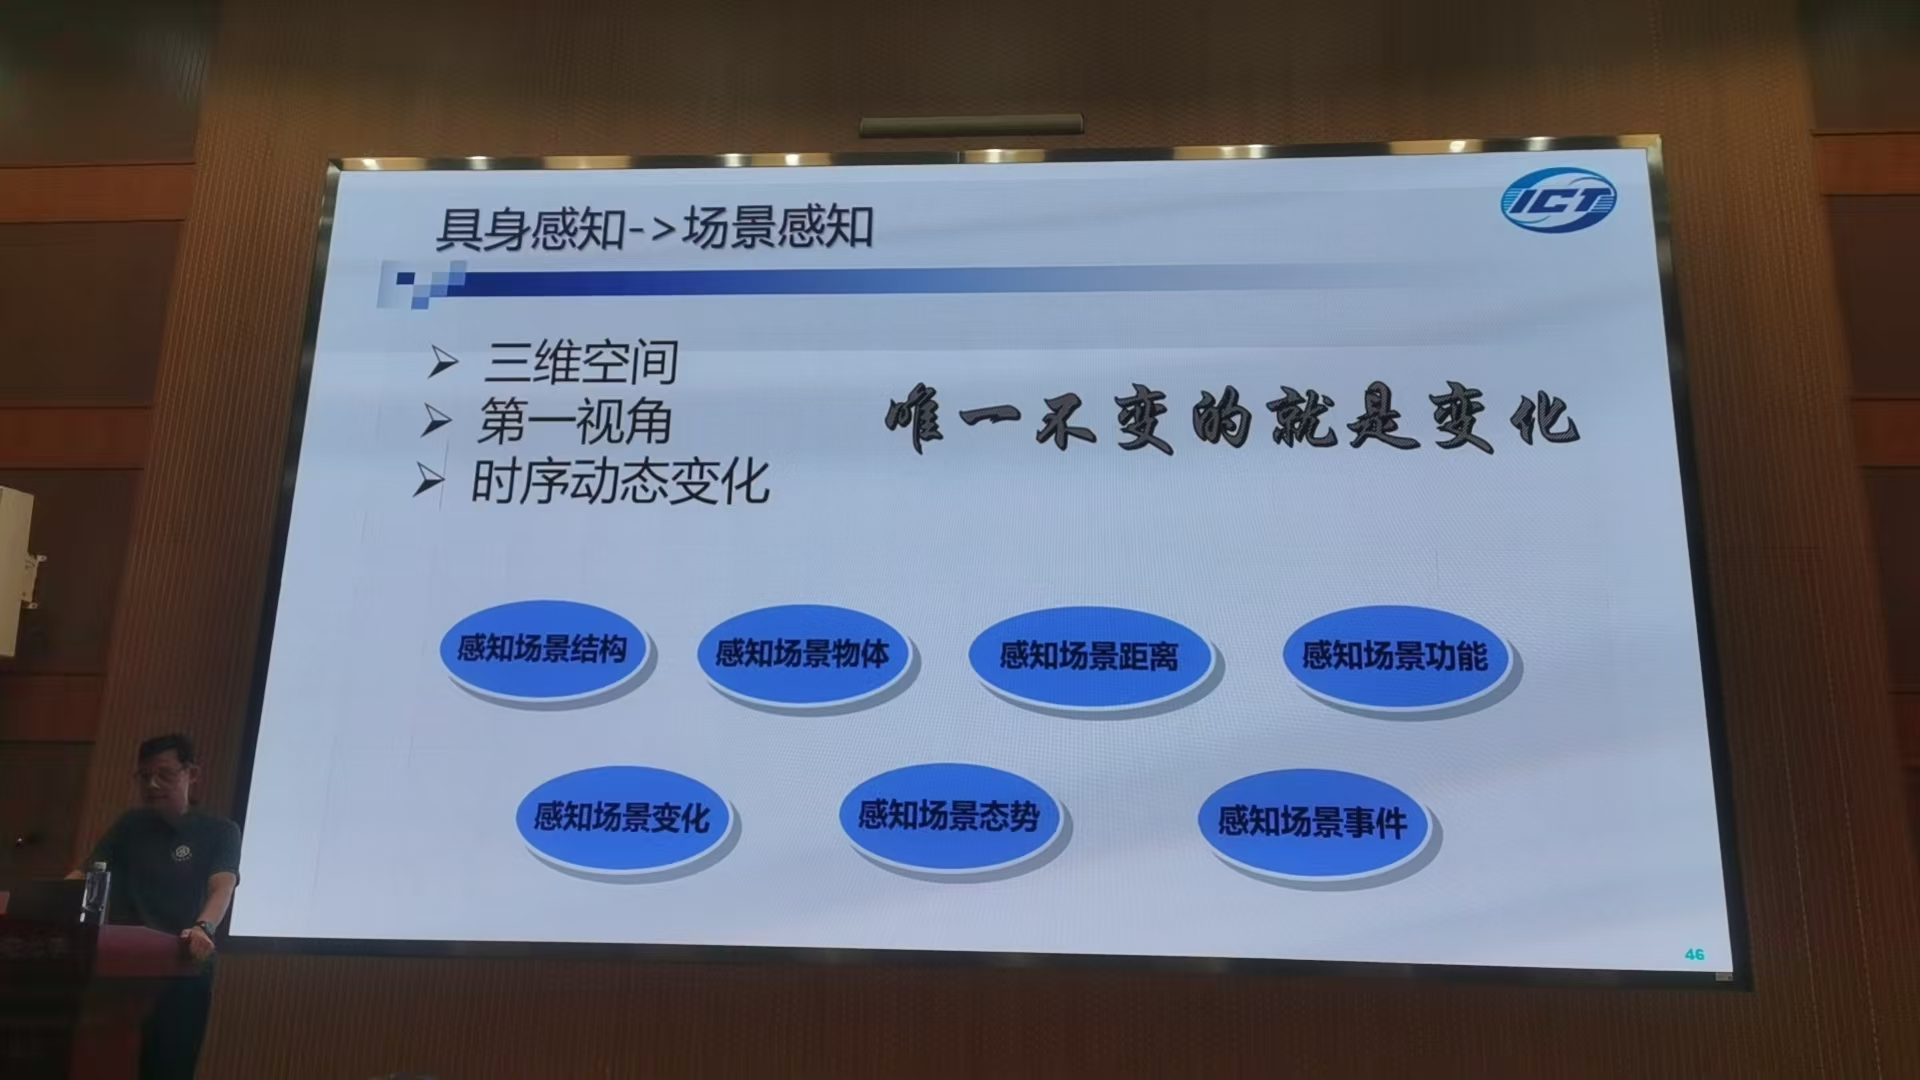 具身感知->场景感知
ICT
三维空间
第一视角
时序动态变化
唯一不变的就是变化
感知场景结构
感知场景物体
感知场景距离
感知场景功能
感知场景变化
感知场景态势
感知场景事件
46